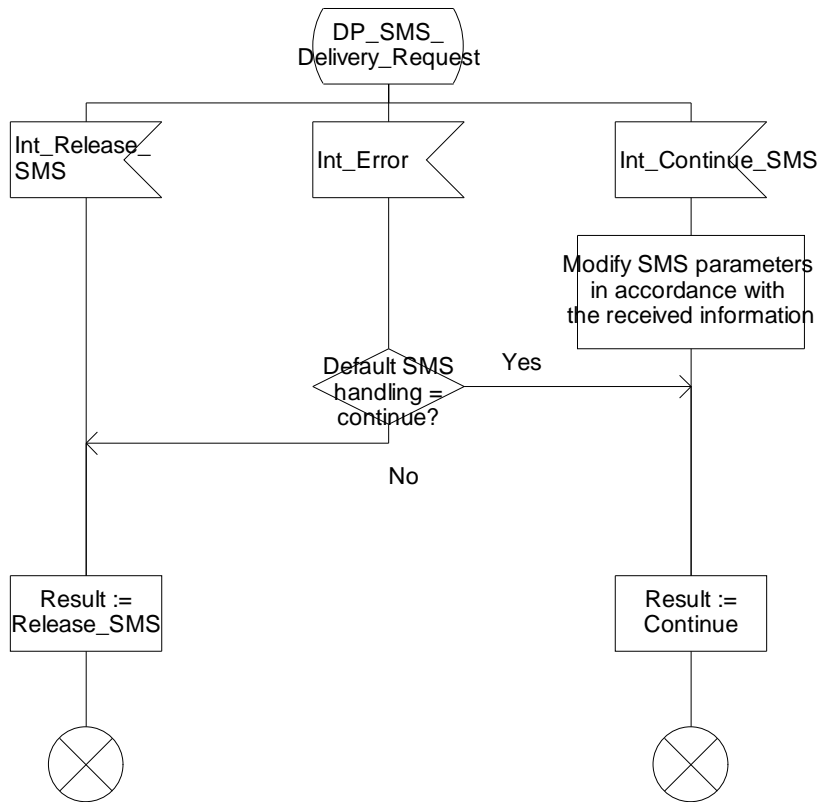 DP_SMS_
Delivery_Request
Int_Release_
SMS
Int_Error
Int_Continue_SMS
Modify SMS parameters
in accordance with
the received information
Default SMS
handling =
continue?
Yes
No
Result :=
Release_SMS
Result :=
Continue